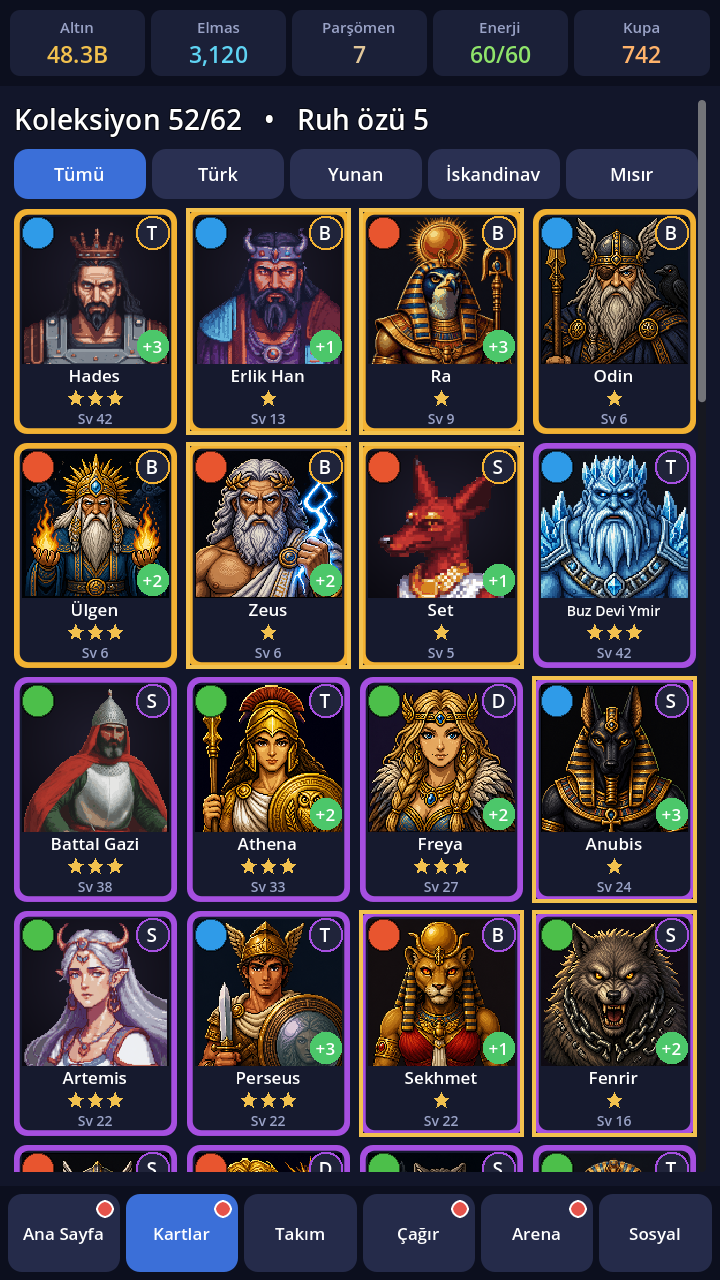 Altın Elmas Parşömen Enerji Kupa
48.3B 3,120 7 60/60 742
Koleksiyon 52/62 • Ruh özü 5
Tümü Türk Yunan İskandinav Mısır
T B B B
+3 +1 +3
Hades Erlik Han Ra Odin
Sv 42 Sv 13 Sv 9 Sv 6
B B S T
+2 +2 +1
Ülgen Zeus Set Buz Devi Ymir
Sv 6 Sv 6 Sv 5 Sv 42
S T D S
+2 +2 +3
Battal Gazi Athena Freya Anubis
Sv 38 Sv 33 Sv 27 Sv 24
S T B S
+3 +1 +2
Artemis Perseus Sekhmet Fenrir
Sv 22 Sv 22 Sv 22 Sv 16
S D S T
Ana Sayfa Kartlar Takım Çağır Arena Sosyal